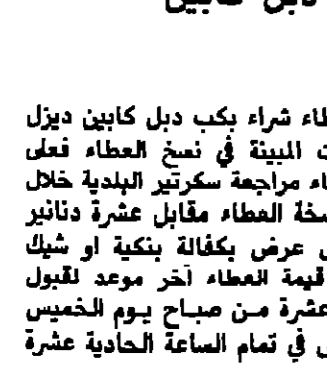 دبل كابين
طاء شراء بكب دبل كابين ديزل
ت المبينة في نسخ العطاء فعلى
اء مراجعة سكرتير البلدية خلال
سخة العطاء مقابل عشرة دنانير
ل عرض بكفالة بنكية او شيك
قيمة العطاء آخر موعد لقبول
عشرة من صباح يوم الخميس
ل في تمام الساعة الحادية عشرة